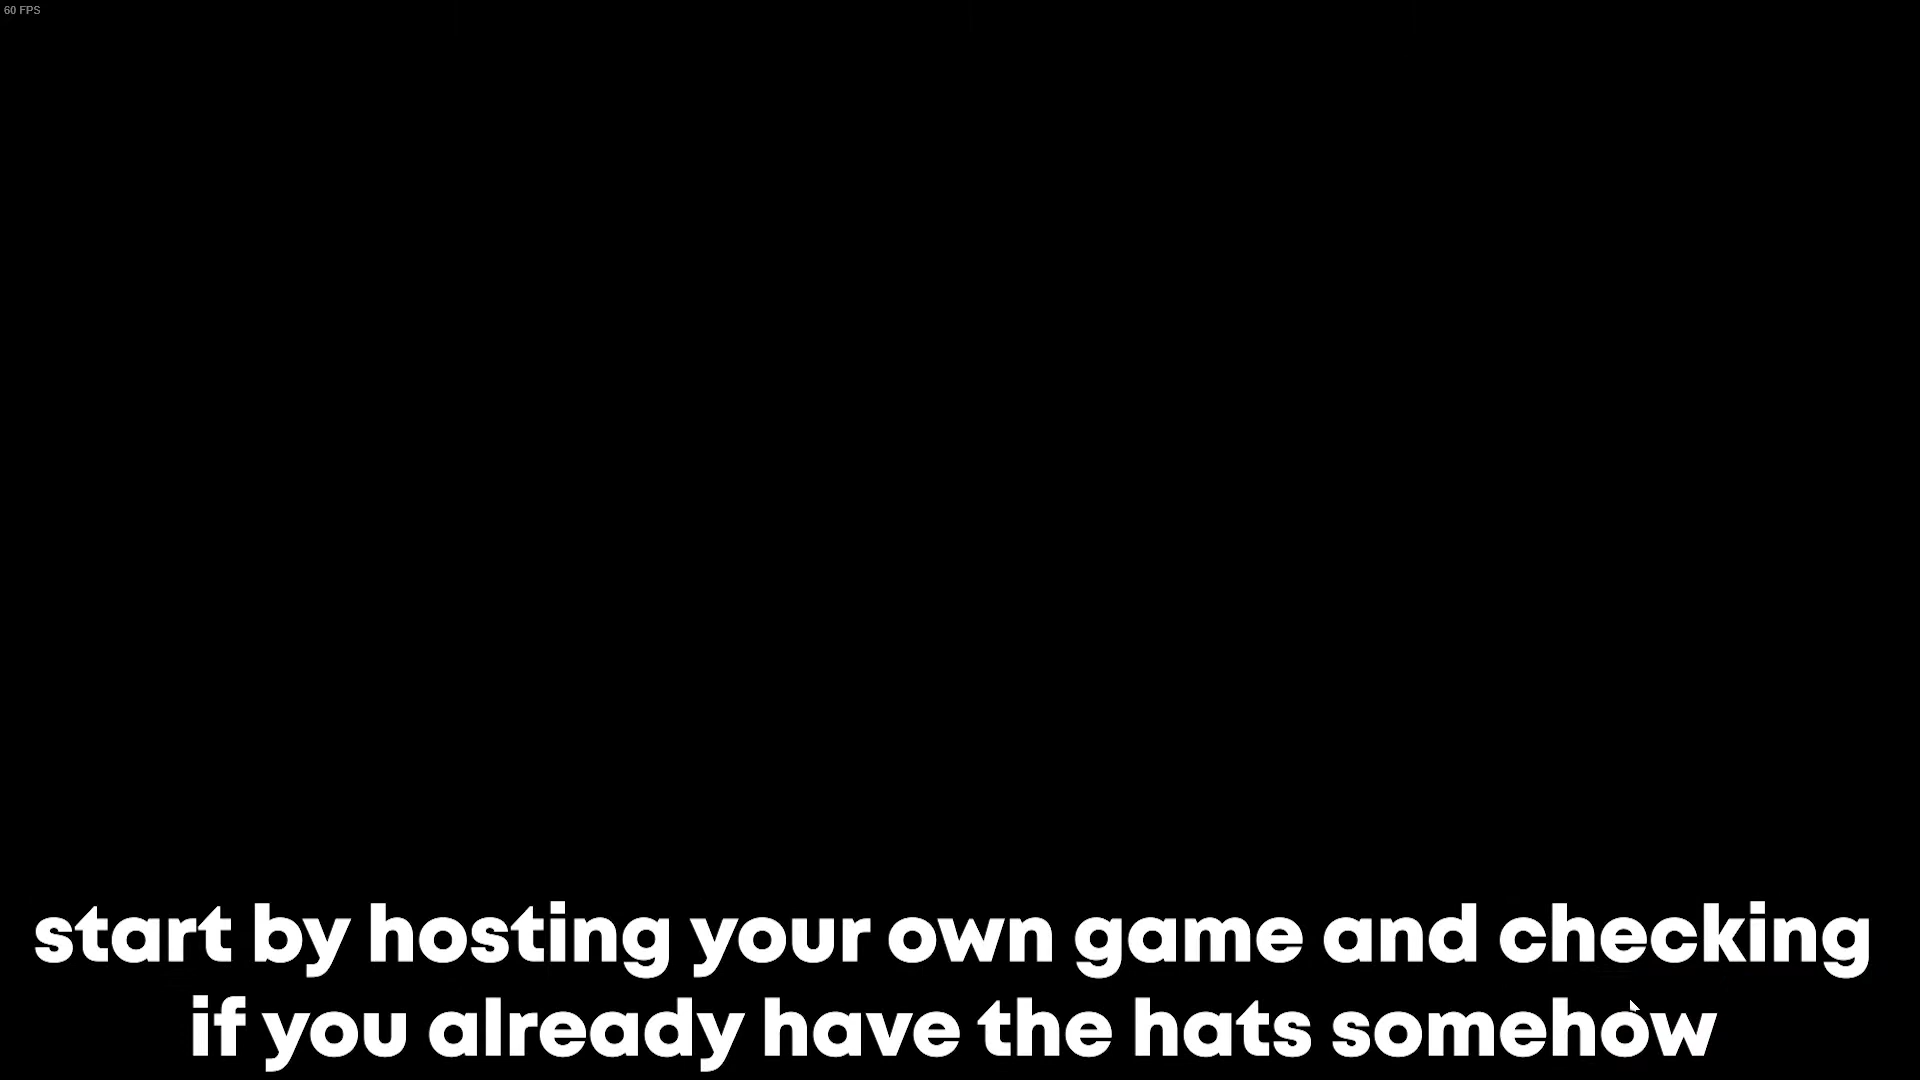 60 FPS
start by hosting your own game and checking
if you already have the hats somehow